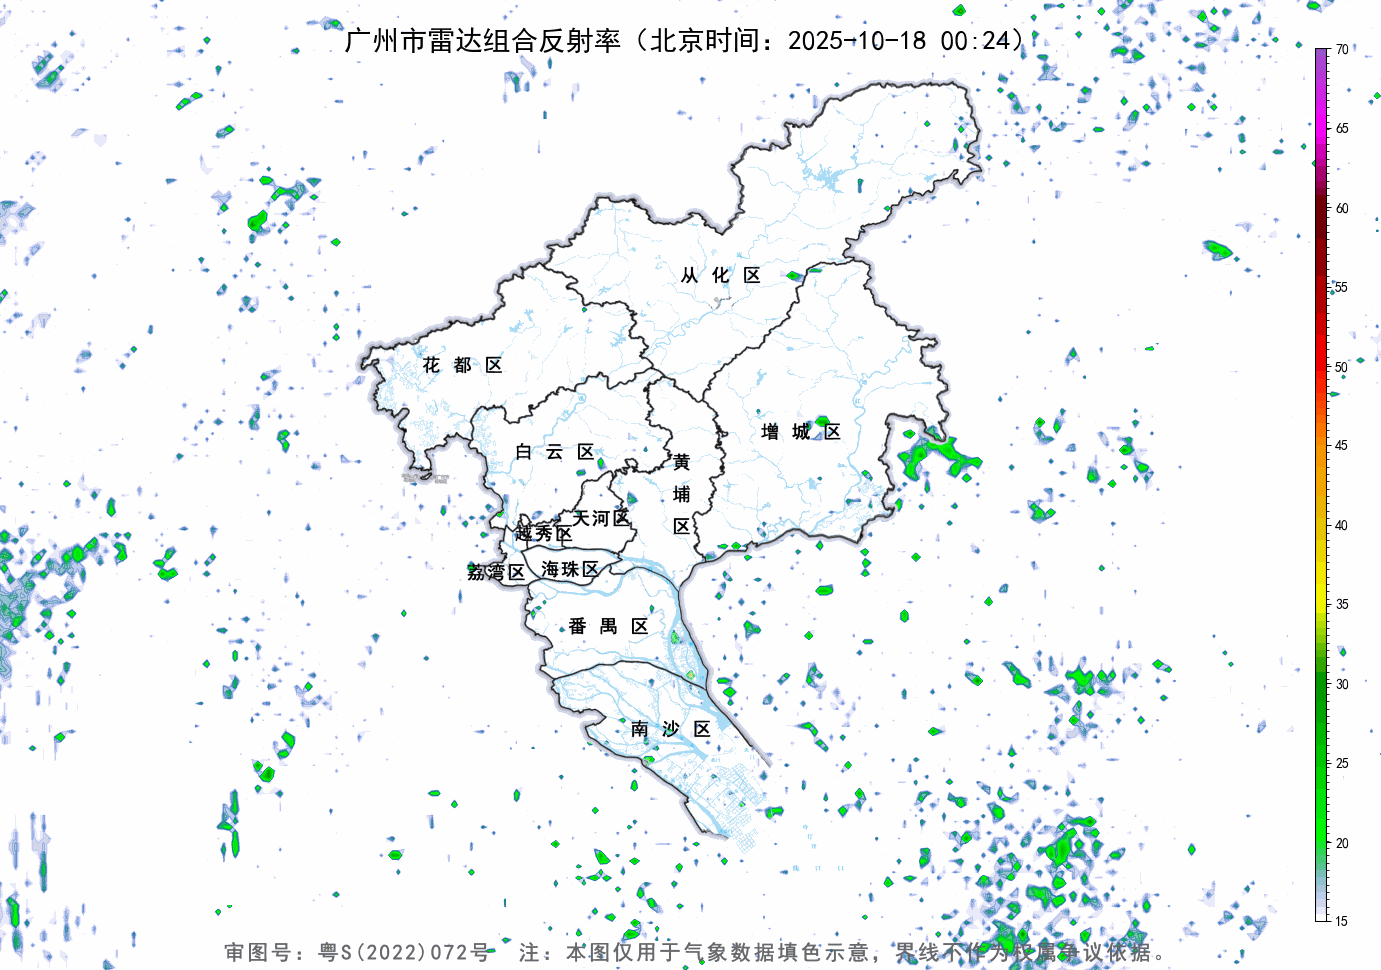 广州市雷达组合反射率（北京时间：2025-10-18 00:24）
70
65
60
55
50
45
40
35
30
25
20
15
从化区
花都区
增城区
白云区
黄埔区
天河区
越秀区
荔湾区
海珠区
番禺区
南沙区
审图号：粤S(2022)072号 注：本图仅用于气象数据填色示意，界线不作为权属争议依据。